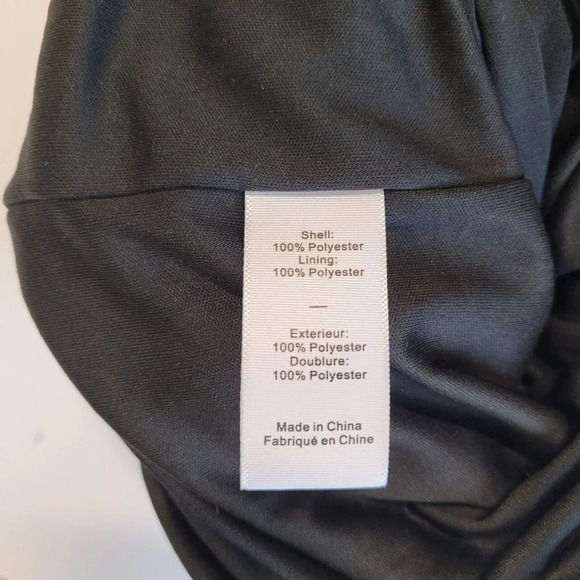 Shell:
100% Polyester
Lining:
100% Polyester
—
Exterieur:
100% Polyester
Doublure:
100% Polyester
Made in China
Fabriqué en Chine